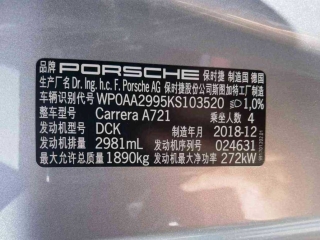 品牌 PORSCHE 保时捷 制造国 德国
生产厂名 Dr. Ing. h.c. F. Porsche AG 保时捷股份公司斯图加特工厂制造
车辆识别代号 WP0AA2995KS103520 1,0%
整车型号 Carrera A721 乘坐人数 4
发动机型号 DCK 制造年月 2018-12
发动机排量 2981mL 发动机序列号 024631
最大允许总质量 1890kg 发动机最大净功率 272kW